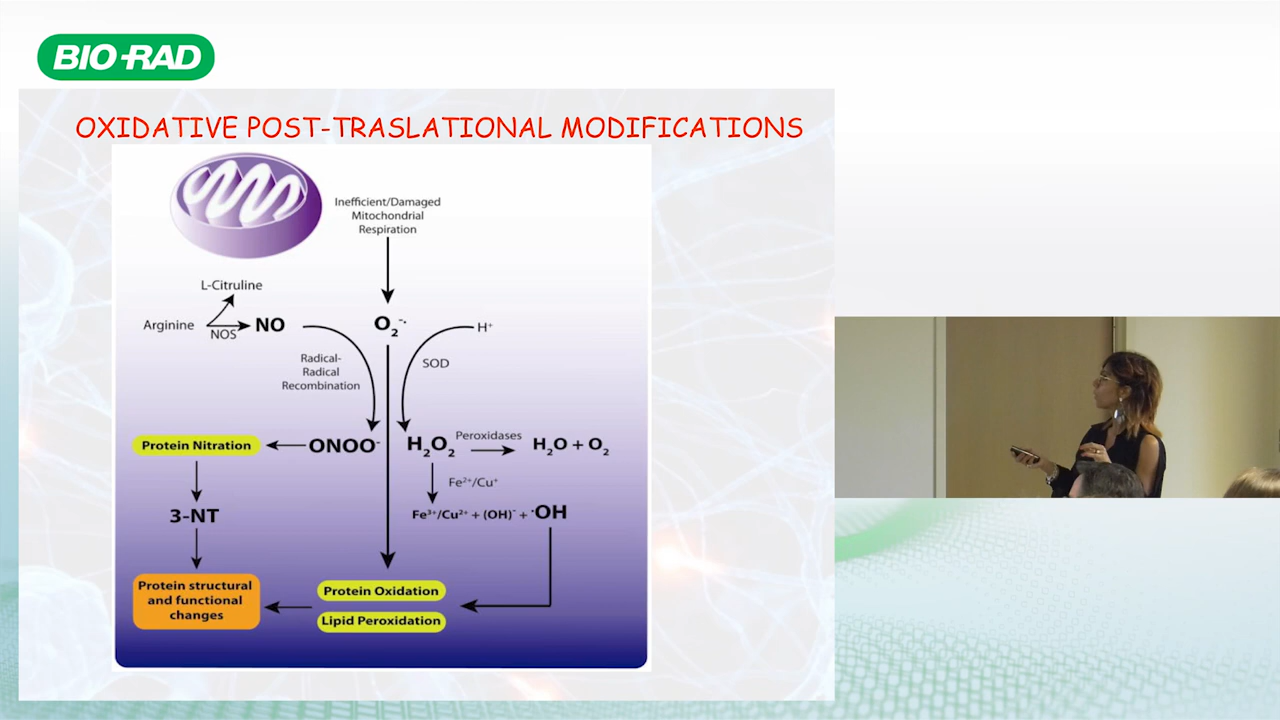 BIO-RAD
OXIDATIVE POST-TRASLATIONAL MODIFICATIONS
Inefficient/Damaged
Mitochondrial
Respiration
L-Citruline
Arginine
NOS
NO
O₂⁻·
H⁺
Radical-
Radical
Recombination
SOD
Protein Nitration
ONOO⁻
H₂O₂
Peroxidases
H₂O + O₂
Fe²⁺/Cu⁺
3-NT
Fe³⁺/Cu²⁺ + (OH)⁻ + ·OH
Protein structural
and functional
changes
Protein Oxidation
Lipid Peroxidation